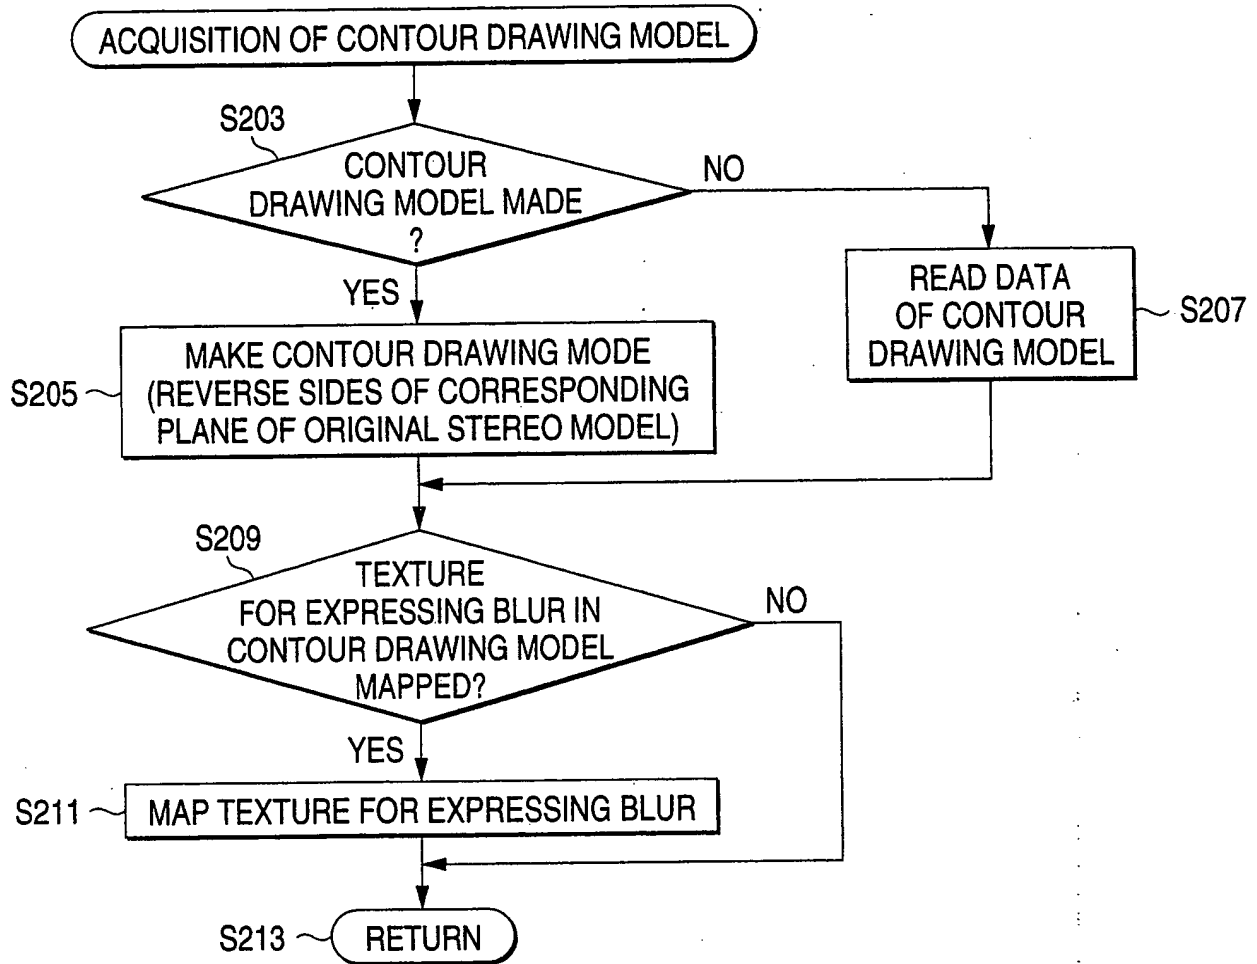 ACQUISITION OF CONTOUR DRAWING MODEL
S203
CONTOUR
DRAWING MODEL MADE
?
NO
YES
READ DATA
OF CONTOUR
DRAWING MODEL
S207
S205
MAKE CONTOUR DRAWING MODE
(REVERSE SIDES OF CORRESPONDING
PLANE OF ORIGINAL STEREO MODEL)
S209
TEXTURE
FOR EXPRESSING BLUR IN
CONTOUR DRAWING MODEL
MAPPED?
NO
YES
S211
MAP TEXTURE FOR EXPRESSING BLUR
S213
RETURN